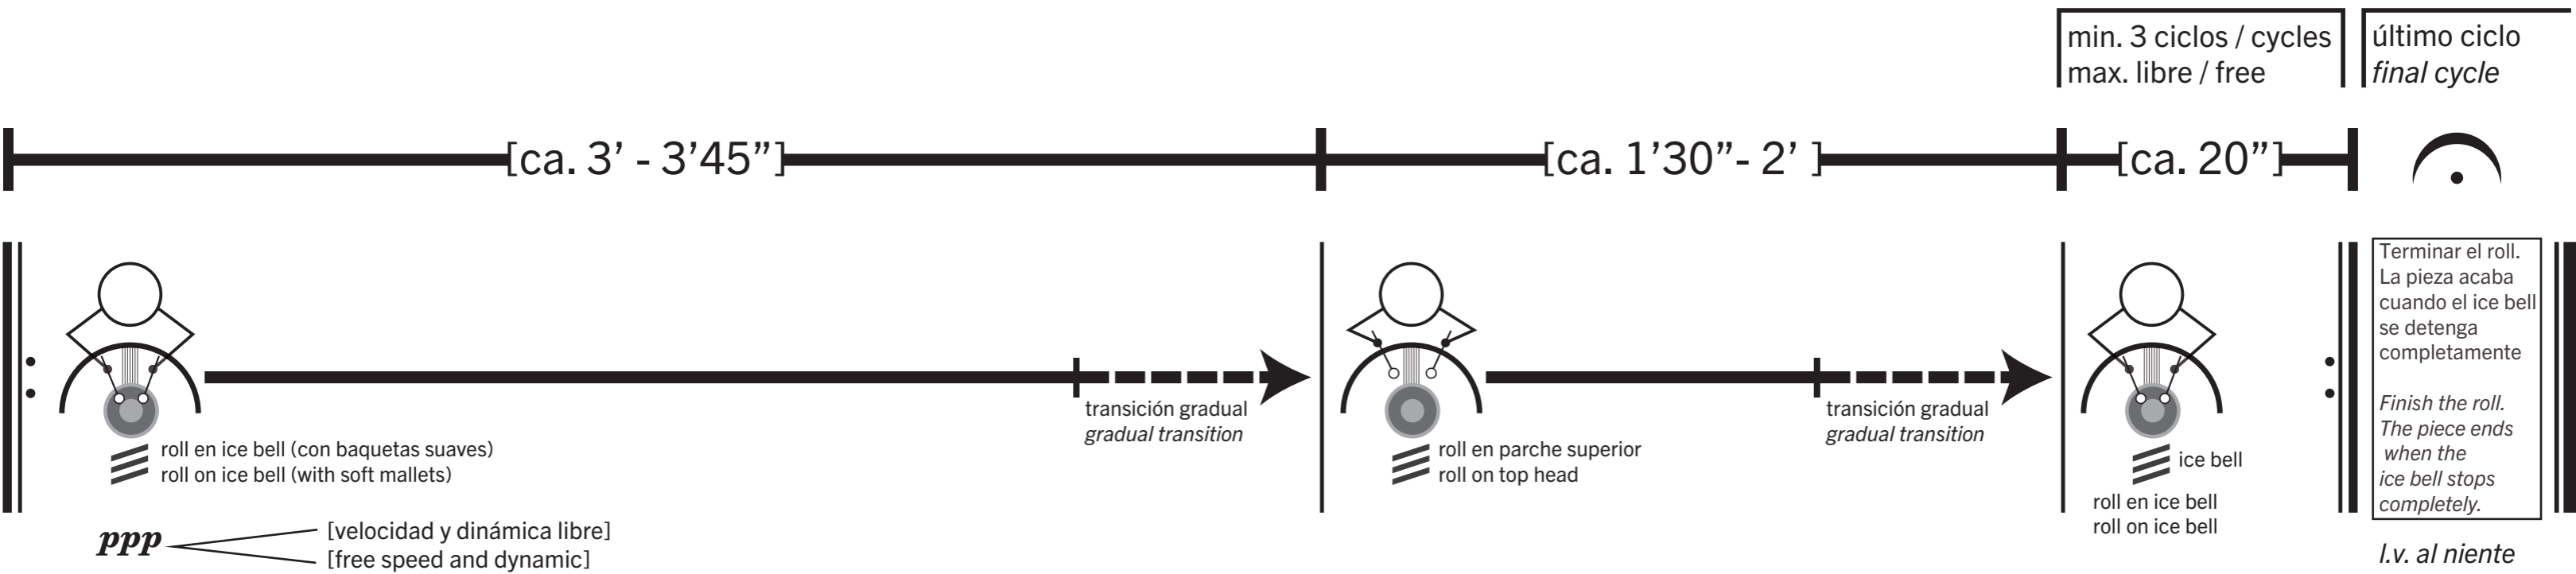 min. 3 ciclos / cycles
max. libre / free
último ciclo
final cycle
[ca. 3’ - 3’45”]
[ca. 1’30”- 2’ ]
[ca. 20”]
roll en ice bell (con baquetas suaves)
roll on ice bell (with soft mallets)
transición gradual
gradual transition
roll en parche superior
roll on top head
transición gradual
gradual transition
ice bell
roll en ice bell
roll on ice bell
Terminar el roll.
La pieza acaba
cuando el ice bell
se detenga
completamente
Finish the roll.
The piece ends
when the
ice bell stops
completely.
ppp
[velocidad y dinámica libre]
[free speed and dynamic]
l.v. al niente